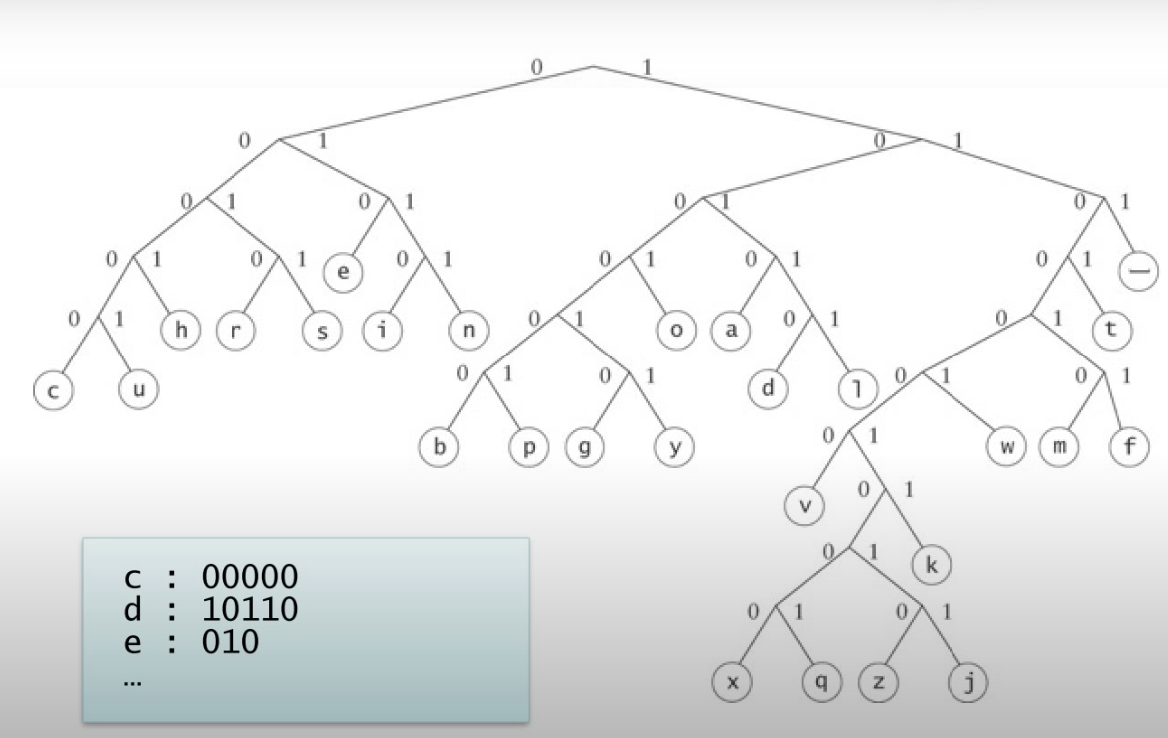 0 1
0 1 0 1
0 1 0 1 0 1 0 1
0 1 0 1 e 0 1 0 1 0 1 0 1 —
0 1 h r s i n 0 1 o a 0 1 0 1 t
c u 0 1 0 1 d l 0 1 0 1
b p g y 0 1 w m f
v 0 1
0 1 k
0 1 0 1
x q z j
c : 00000
d : 10110
e : 010
...